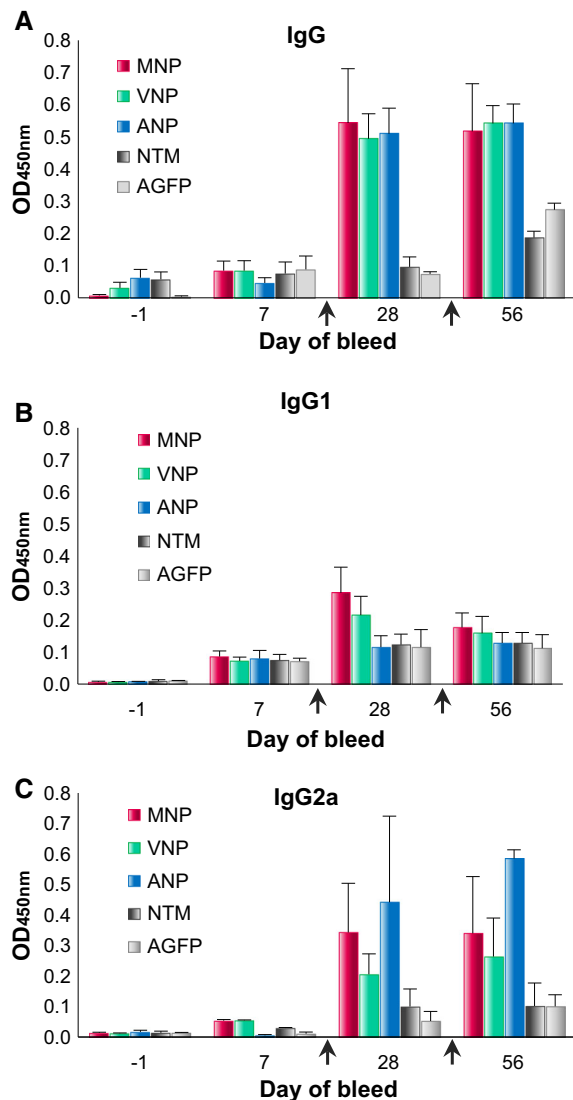 A
IgG
0.8
0.7
0.6
0.5
0.4
0.3
0.2
0.1
0.0
OD450nm
MNP
VNP
ANP
NTM
AGFP
-1 7 28 56
Day of bleed
B
IgG1
0.8
0.7
0.6
0.5
0.4
0.3
0.2
0.1
0.0
OD450nm
MNP
VNP
ANP
NTM
AGFP
-1 7 28 56
Day of bleed
C
IgG2a
0.8
0.7
0.6
0.5
0.4
0.3
0.2
0.1
0.0
OD450nm
MNP
VNP
ANP
NTM
AGFP
-1 7 28 56
Day of bleed